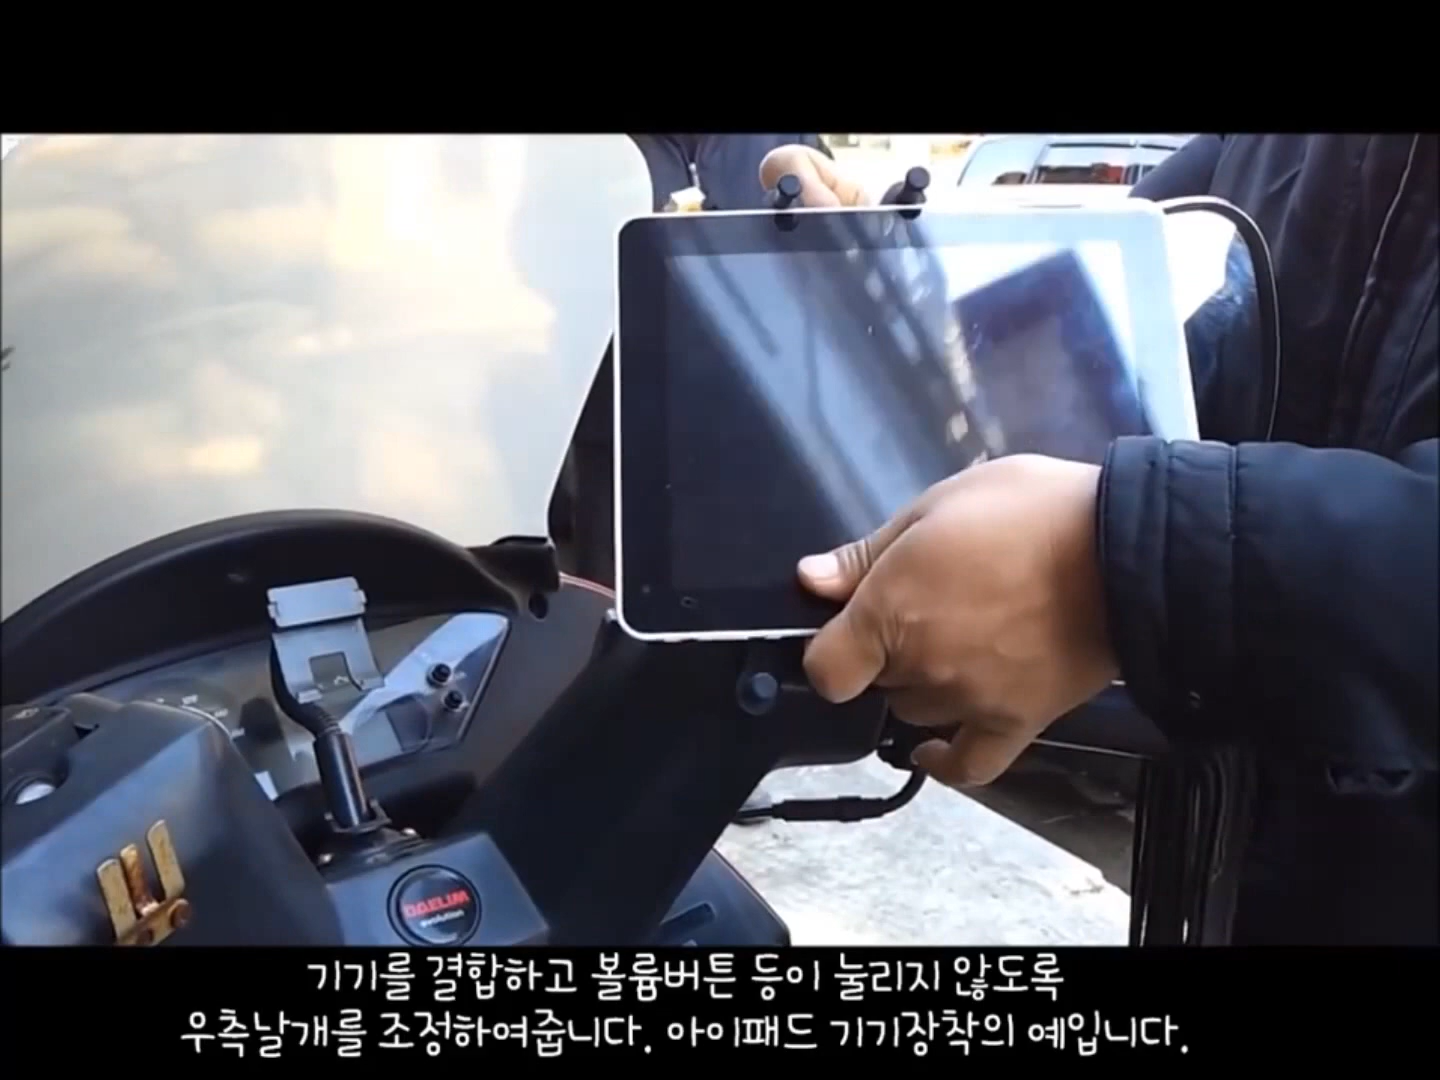 DAELIM
evolution
기기를 결합하고 볼륨버튼 등이 눌리지 않도록
우측날개를 조정하여줍니다. 아이패드 기기장착의 예입니다.